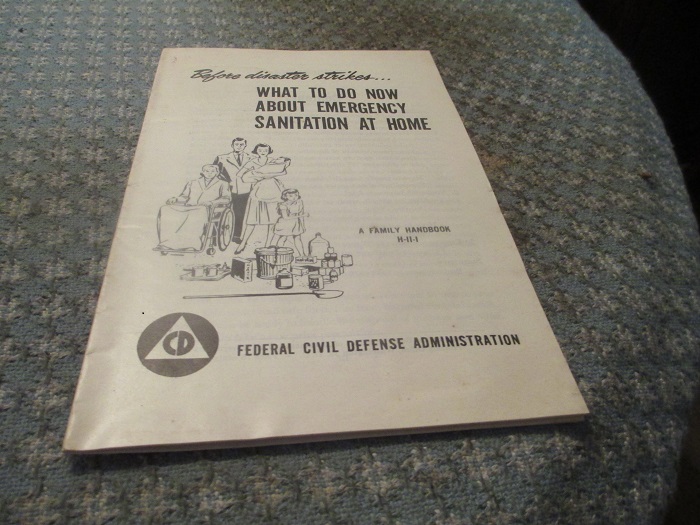 Before disaster strikes....
WHAT TO DO NOW
ABOUT EMERGENCY
SANITATION AT HOME
A FAMILY HANDBOOK
H-11-1
CD
FEDERAL CIVIL DEFENSE ADMINISTRATION